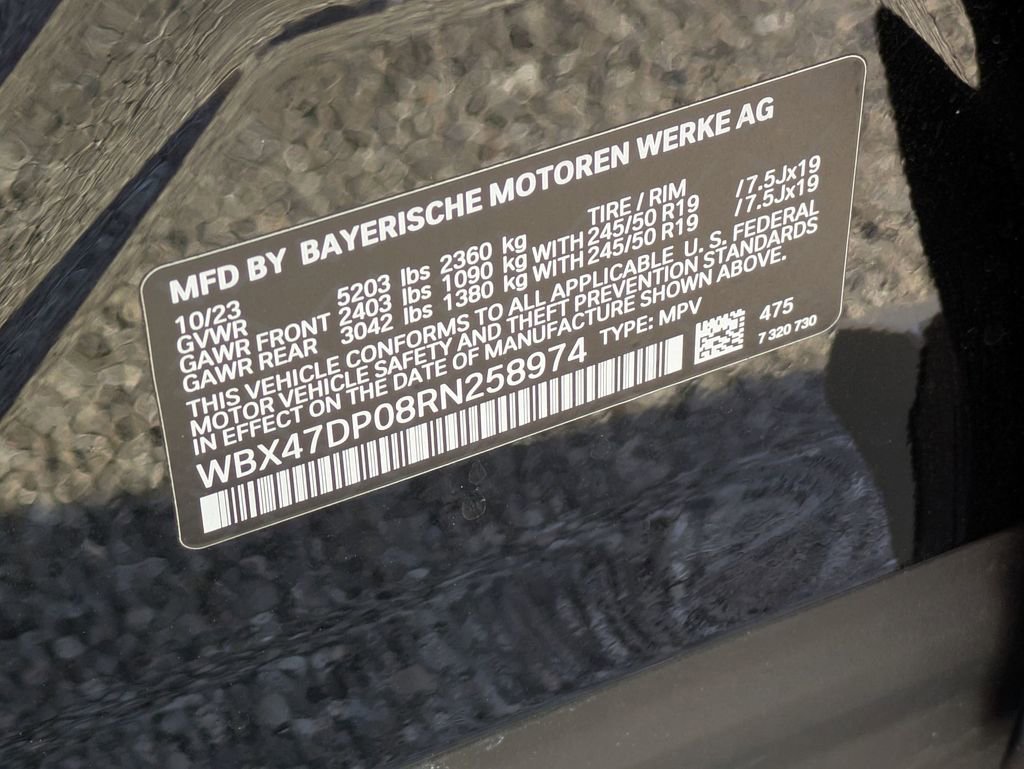 MFD BY BAYERISCHE MOTOREN WERKE AG
10/23 TIRE / RIM
GVWR 5203 lbs 2360 kg
GAWR FRONT 2403 lbs 1090 kg WITH 245/50 R19 /7.5Jx19
GAWR REAR 3042 lbs 1380 kg WITH 245/50 R19 /7.5Jx19
THIS VEHICLE CONFORMS TO ALL APPLICABLE U. S. FEDERAL
MOTOR VEHICLE SAFETY AND THEFT PREVENTION STANDARDS
IN EFFECT ON THE DATE OF MANUFACTURE SHOWN ABOVE.
WBX47DP08RN258974 TYPE: MPV 475
7 320 730